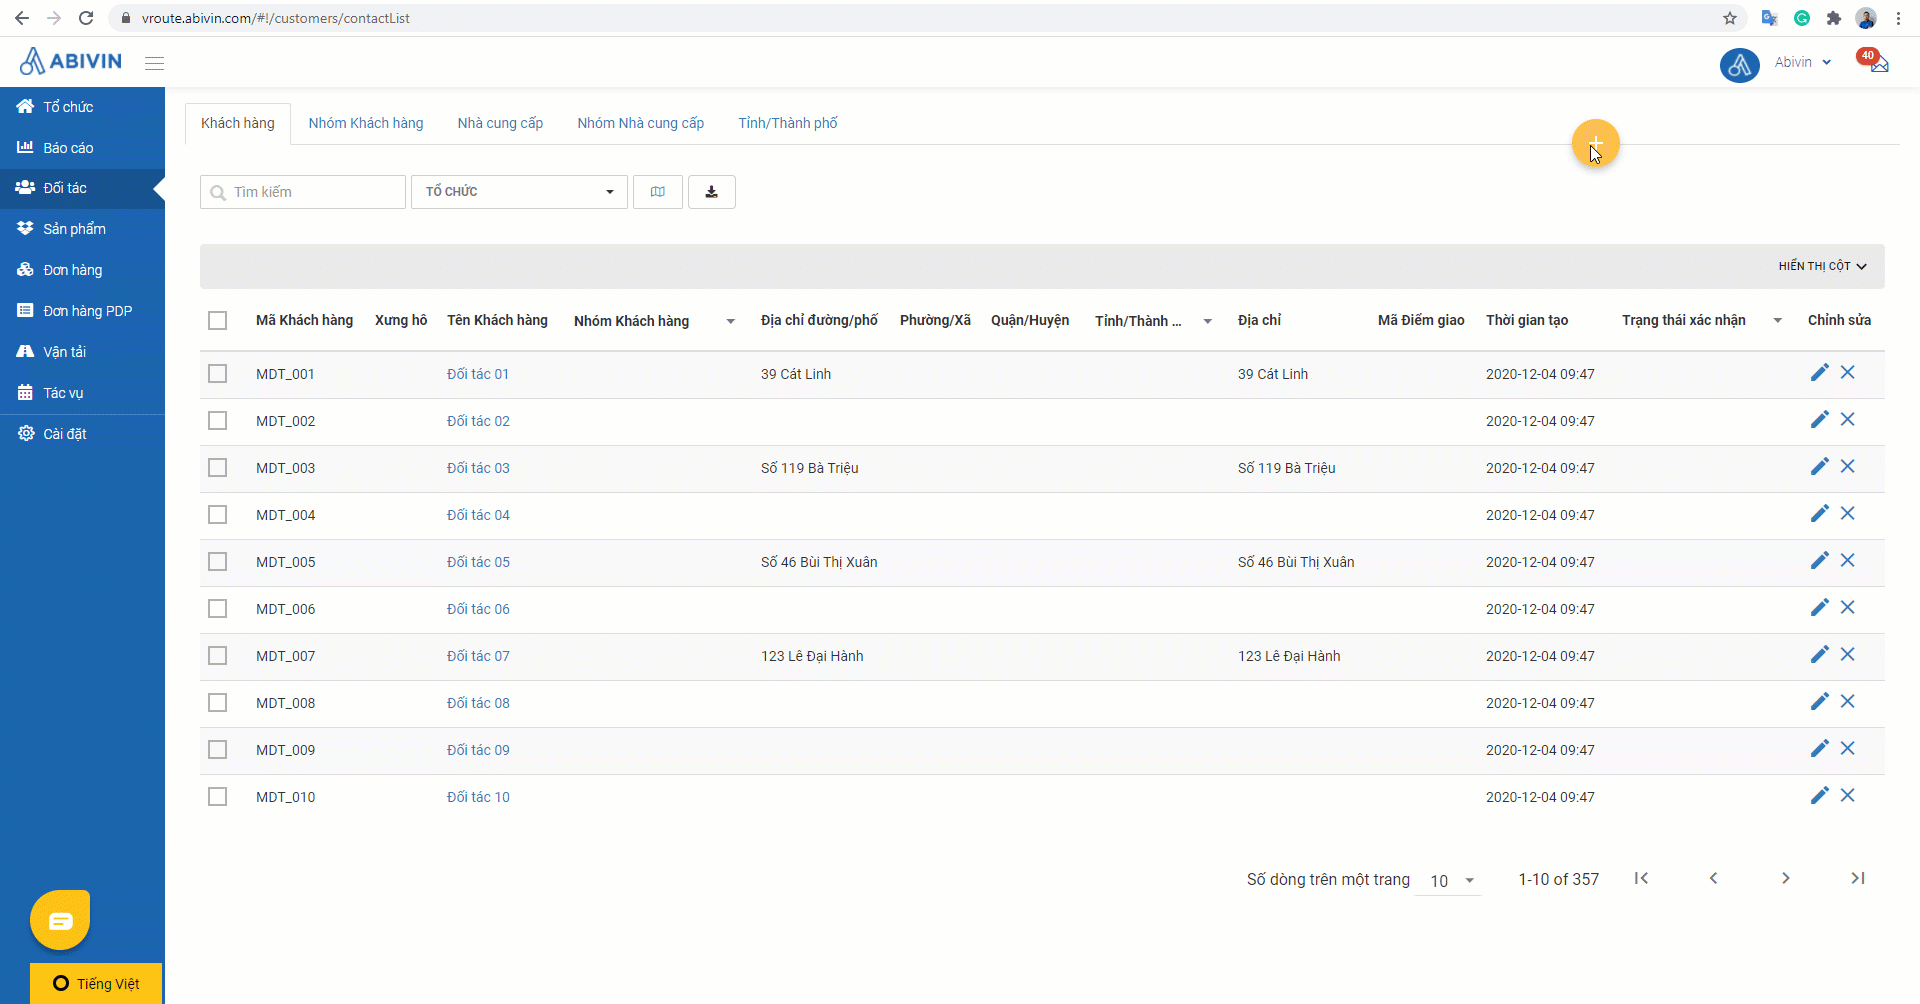 vroute.abivin.com/#!/customers/contactList
ABIVIN
Abivin
40
Tổ chức
Báo cáo
Đối tác
Sản phẩm
Đơn hàng
Đơn hàng PDP
Vận tải
Tác vụ
Cài đặt
Khách hàng Nhóm Khách hàng Nhà cung cấp Nhóm Nhà cung cấp Tỉnh/Thành phố
+
Tìm kiếm
TỔ CHỨC
HIỂN THỊ CỘT
Mã Khách hàng Xưng hô Tên Khách hàng Nhóm Khách hàng Địa chỉ đường/phố Phường/Xã Quận/Huyện Tỉnh/Thành ... Địa chỉ Mã Điểm giao Thời gian tạo Trạng thái xác nhận Chỉnh sửa
MDT_001 Đối tác 01 39 Cát Linh 39 Cát Linh 2020-12-04 09:47
MDT_002 Đối tác 02 2020-12-04 09:47
MDT_003 Đối tác 03 Số 119 Bà Triệu Số 119 Bà Triệu 2020-12-04 09:47
MDT_004 Đối tác 04 2020-12-04 09:47
MDT_005 Đối tác 05 Số 46 Bùi Thị Xuân Số 46 Bùi Thị Xuân 2020-12-04 09:47
MDT_006 Đối tác 06 2020-12-04 09:47
MDT_007 Đối tác 07 123 Lê Đại Hành 123 Lê Đại Hành 2020-12-04 09:47
MDT_008 Đối tác 08 2020-12-04 09:47
MDT_009 Đối tác 09 2020-12-04 09:47
MDT_010 Đối tác 10 2020-12-04 09:47
Số dòng trên một trang 10 1-10 of 357
Tiếng Việt